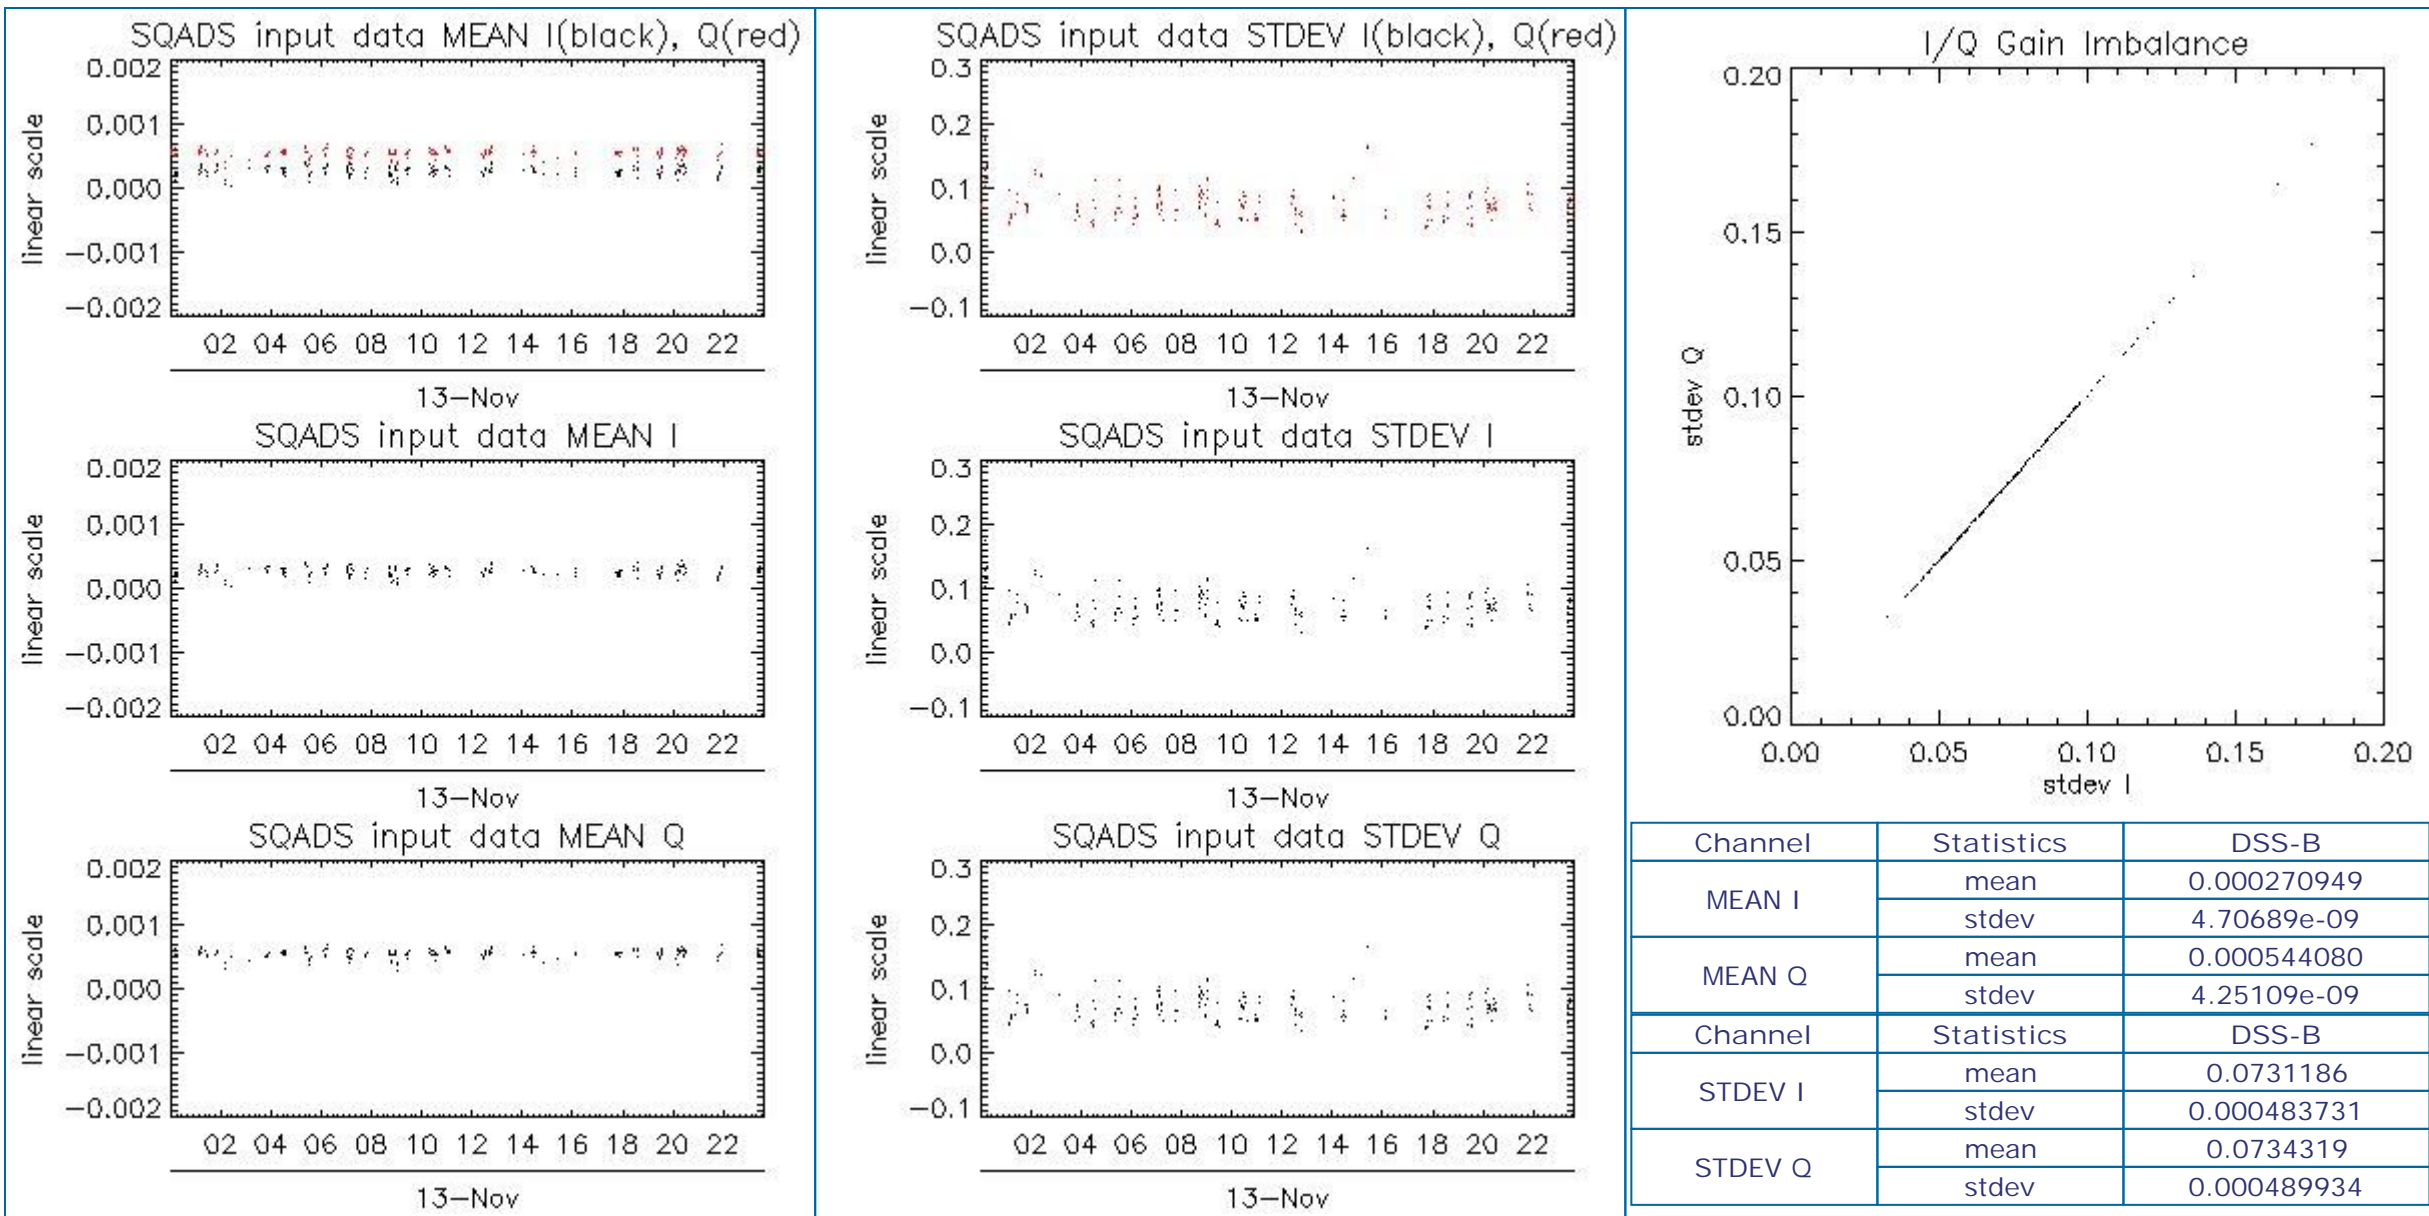 SQADS input data MEAN I(black), Q(red)
0.002
0.001
0.000
-0.001
-0.002
linear scale
02 04 06 08 10 12 14 16 18 20 22
13-Nov
SQADS input data MEAN I
0.002
0.001
0.000
-0.001
-0.002
linear scale
02 04 06 08 10 12 14 16 18 20 22
13-Nov
SQADS input data MEAN Q
0.002
0.001
0.000
-0.001
-0.002
linear scale
02 04 06 08 10 12 14 16 18 20 22
13-Nov
SQADS input data STDEV I(black), Q(red)
0.3
0.2
0.1
0.0
-0.1
linear scale
02 04 06 08 10 12 14 16 18 20 22
13-Nov
SQADS input data STDEV I
0.3
0.2
0.1
0.0
-0.1
linear scale
02 04 06 08 10 12 14 16 18 20 22
13-Nov
SQADS input data STDEV Q
0.3
0.2
0.1
0.0
-0.1
linear scale
02 04 06 08 10 12 14 16 18 20 22
13-Nov
I/Q Gain Imbalance
0.20
0.15
0.10
0.05
0.00
stdev Q
0.00 0.05 0.10 0.15 0.20
stdev I
Channel Statistics DSS-B
MEAN I mean 0.000270949
stdev 4.70689e-09
MEAN Q mean 0.000544080
stdev 4.25109e-09
Channel Statistics DSS-B
STDEV I mean 0.0731186
stdev 0.000483731
STDEV Q mean 0.0734319
stdev 0.000489934